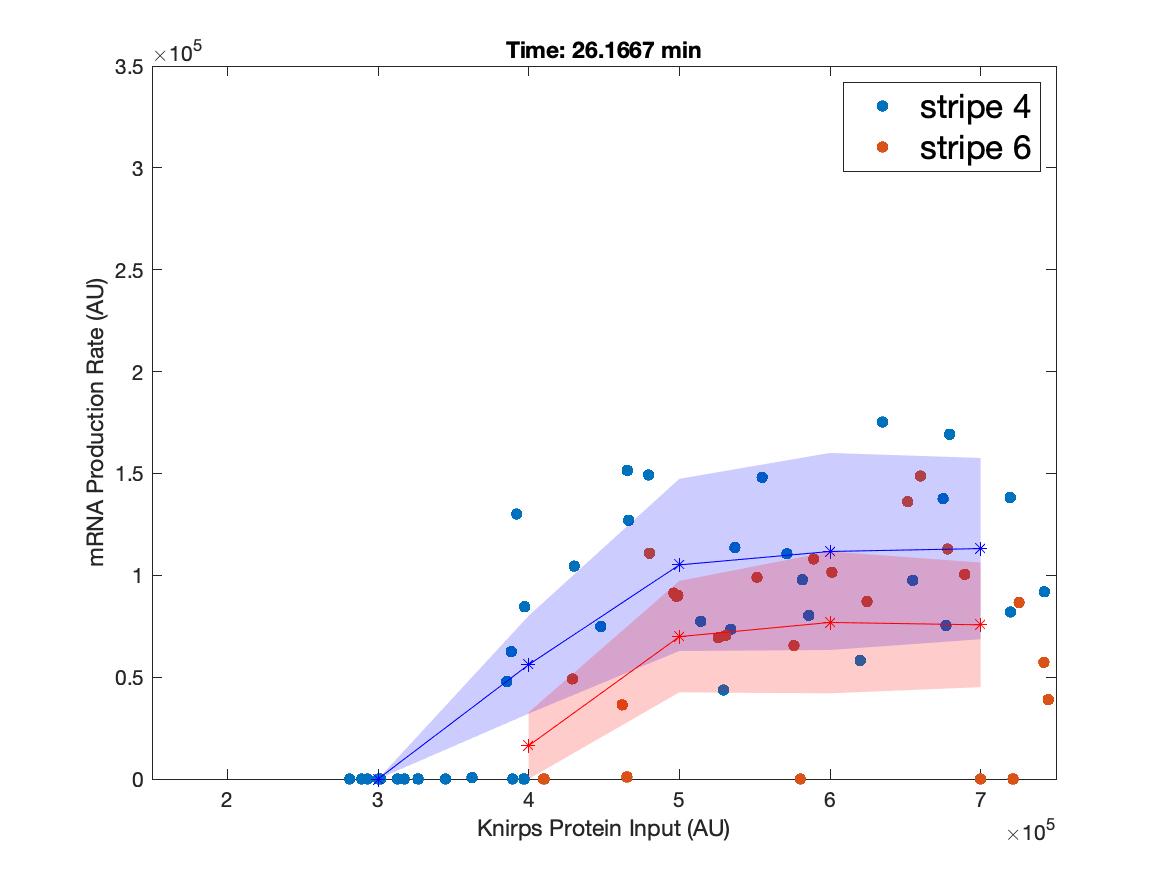 Time: 26.1667 min
×10⁵
3.5
3
2.5
2
1.5
1
0.5
0
mRNA Production Rate (AU)
stripe 4
stripe 6
2 3 4 5 6 7
Knirps Protein Input (AU)
×10⁵